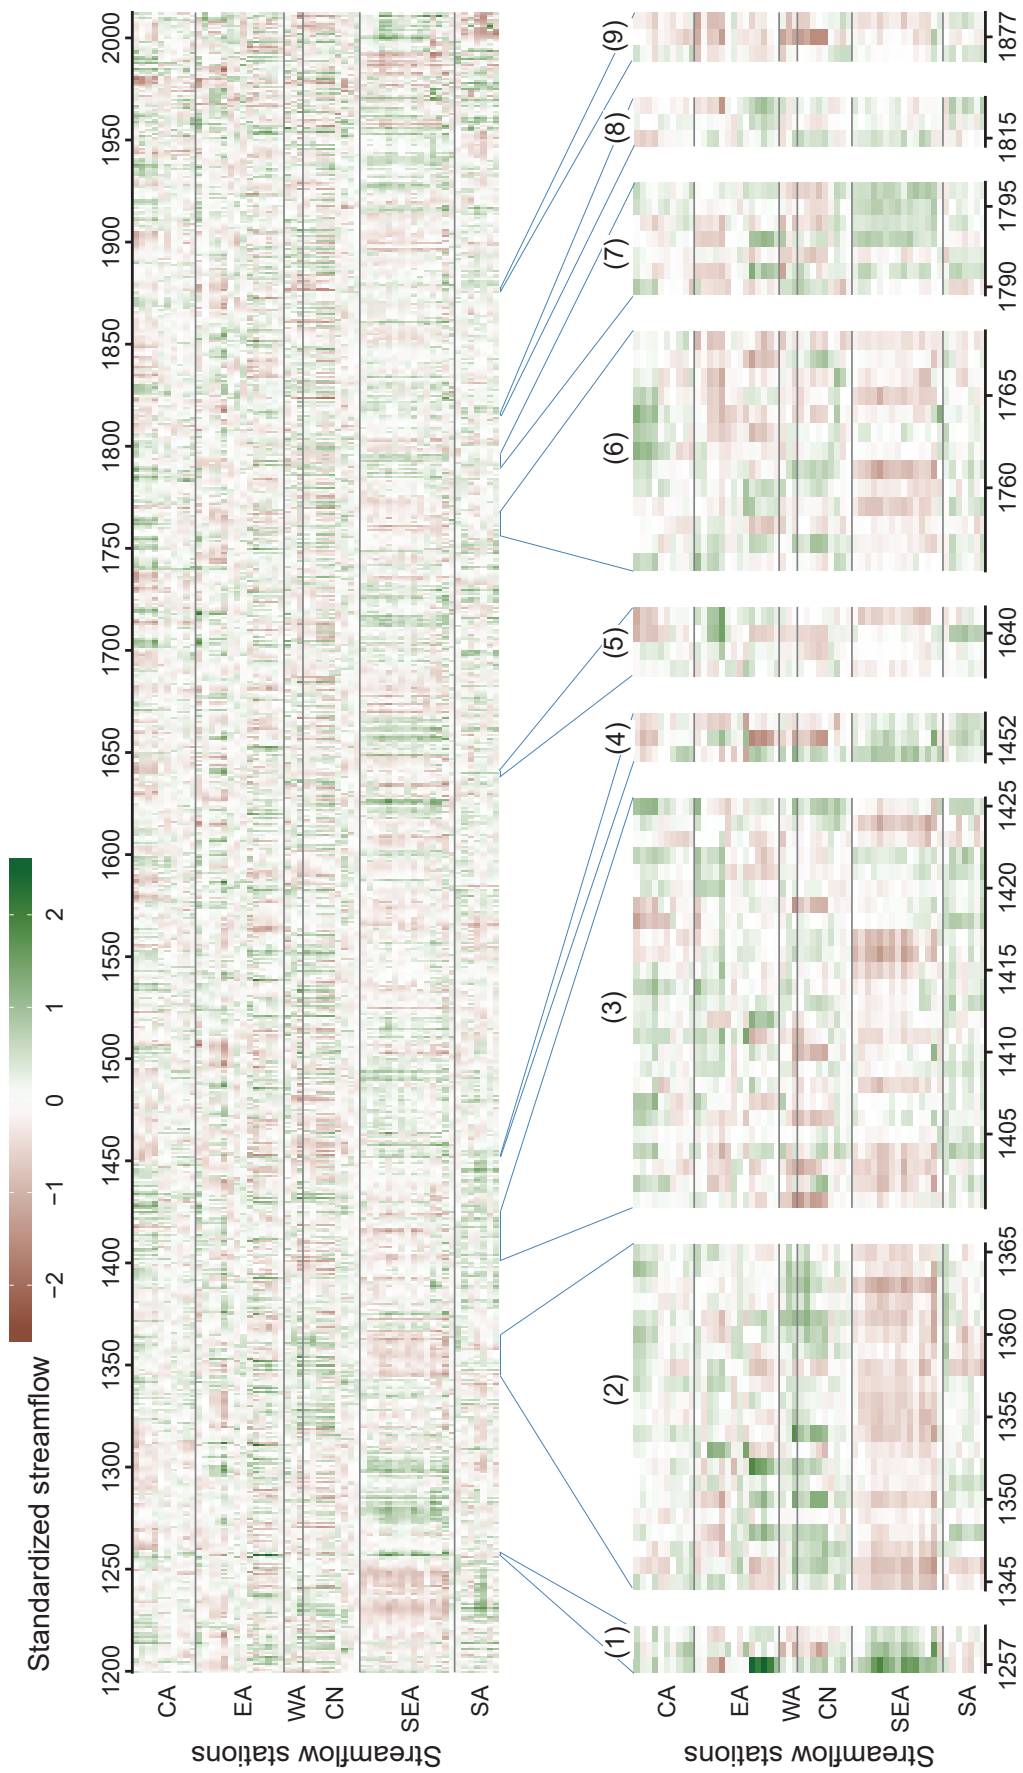 Standardized streamflow
−2 −1 0 1 2
1200 1250 1300 1350 1400 1450 1500 1550 1600 1650 1700 1750 1800 1850 1900 1950 2000
Streamflow stations
CA
EA
WA
CN
SEA
SA
(1) (2) (3) (4) (5) (6) (7) (8) (9)
Streamflow stations
CA
EA
WA
CN
SEA
SA
1257 1345 1350 1355 1360 1365 1405 1410 1415 1420 1425 1452 1640 1760 1765 1790 1795 1815 1877